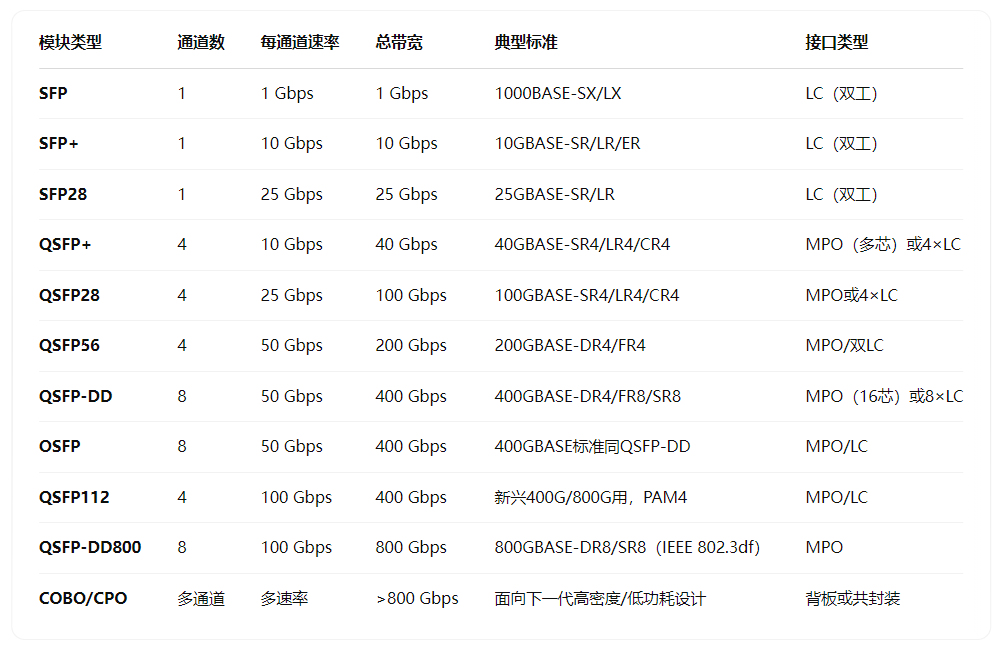 模块类型 通道数 每通道速率 总带宽 典型标准 接口类型
SFP 1 1 Gbps 1 Gbps 1000BASE-SX/LX LC（双工）
SFP+ 1 10 Gbps 10 Gbps 10GBASE-SR/LR/ER LC（双工）
SFP28 1 25 Gbps 25 Gbps 25GBASE-SR/LR LC（双工）
QSFP+ 4 10 Gbps 40 Gbps 40GBASE-SR4/LR4/CR4 MPO（多芯）或4×LC
QSFP28 4 25 Gbps 100 Gbps 100GBASE-SR4/LR4/CR4 MPO或4×LC
QSFP56 4 50 Gbps 200 Gbps 200GBASE-DR4/FR4 MPO/双LC
QSFP-DD 8 50 Gbps 400 Gbps 400GBASE-DR4/FR8/SR8 MPO（16芯）或8×LC
OSFP 8 50 Gbps 400 Gbps 400GBASE标准同QSFP-DD MPO/LC
QSFP112 4 100 Gbps 400 Gbps 新兴400G/800G用，PAM4 MPO/LC
QSFP-DD800 8 100 Gbps 800 Gbps 800GBASE-DR8/SR8（IEEE 802.3df） MPO
COBO/CPO 多通道 多速率 >800 Gbps 面向下一代高密度/低功耗设计 背板或共封装